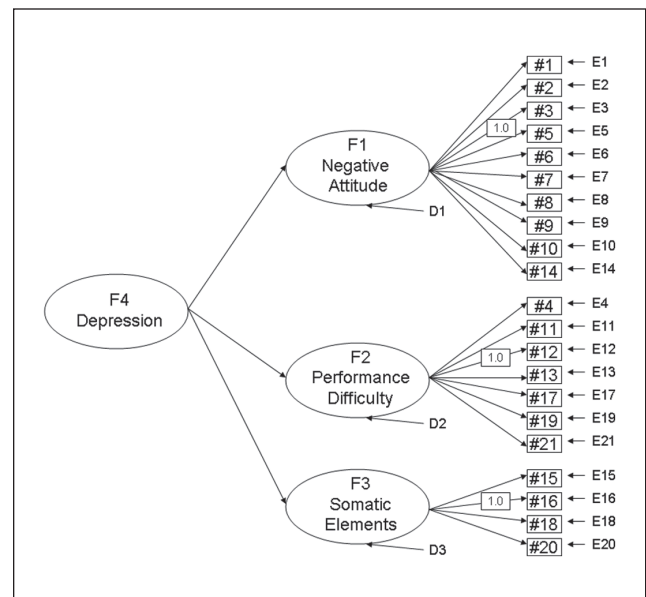 #1 E1
#2 E2
#3 E3
1.0
#5 E5
#6 E6
#7 E7
#8 E8
#9 E9
#10 E10
#14 E14
F1
Negative
Attitude
D1
F4
Depression
#4 E4
#11 E11
1.0
#12 E12
#13 E13
#17 E17
#19 E19
#21 E21
F2
Performance
Difficulty
D2
#15 E15
1.0
#16 E16
#18 E18
#20 E20
F3
Somatic
Elements
D3